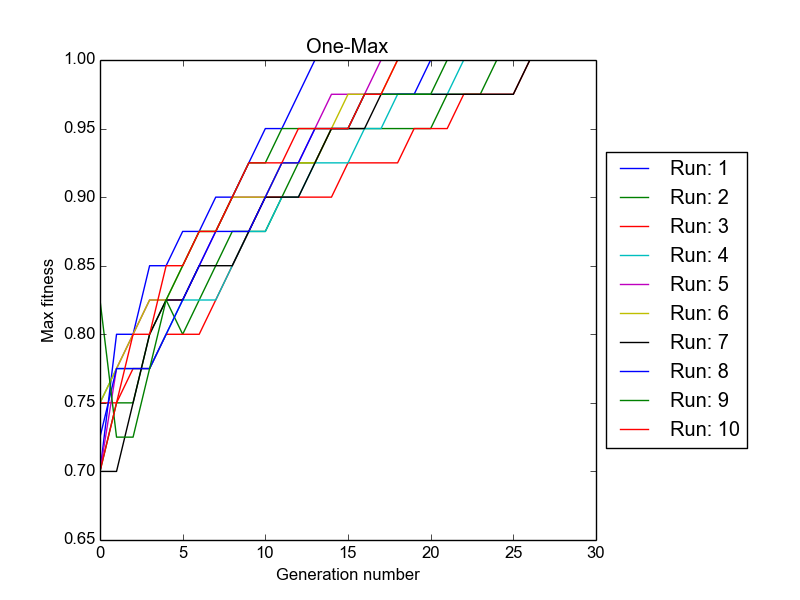 One-Max
1.00
0.95
0.90
0.85
0.80
0.75
0.70
0.65
Max fitness
0 5 10 15 20 25 30
Generation number
Run: 1
Run: 2
Run: 3
Run: 4
Run: 5
Run: 6
Run: 7
Run: 8
Run: 9
Run: 10